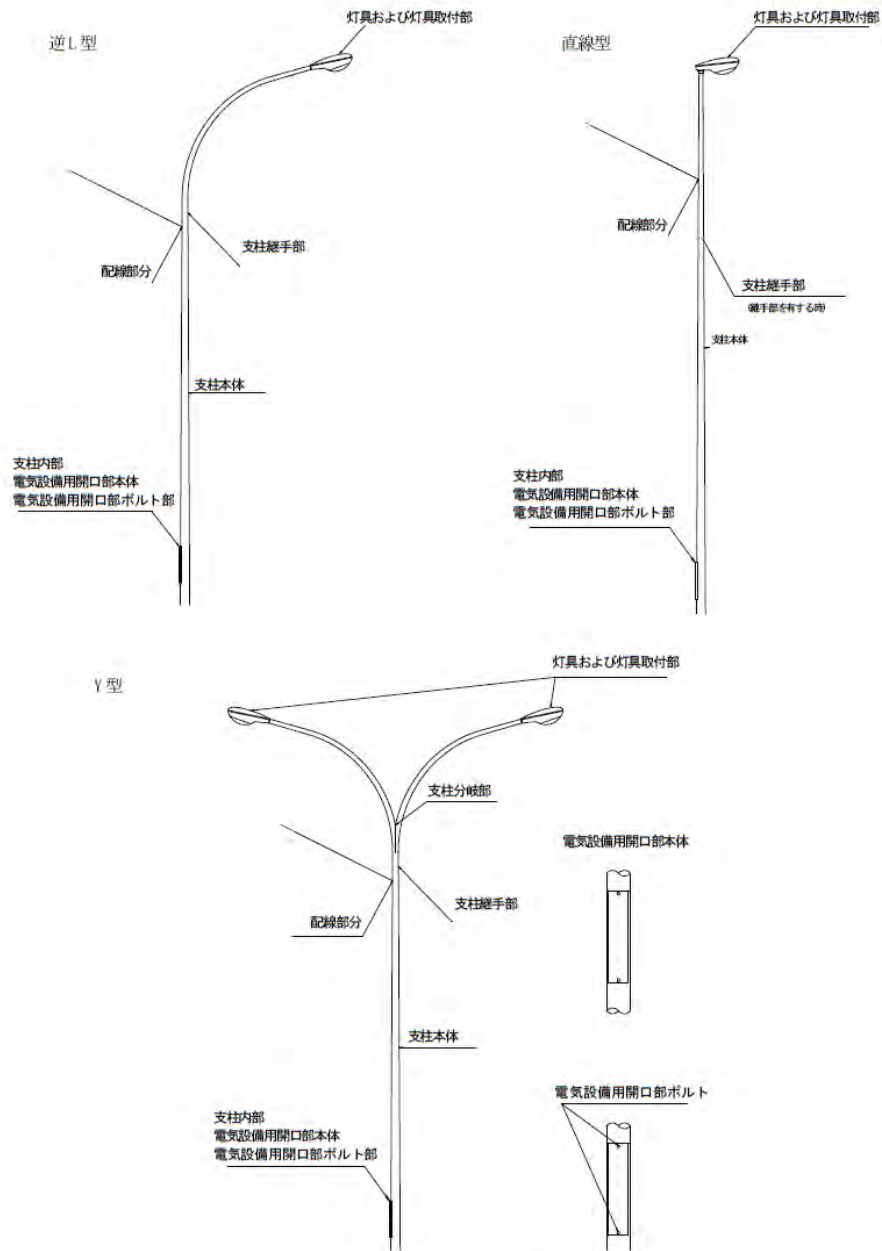 逆L型
灯具および灯具取付部
配線部分
支柱継手部
支柱本体
支柱内部
電気設備用開口部本体
電気設備用開口部ボルト部
直線型
灯具および灯具取付部
配線部分
支柱継手部
(継手部を有する時)
支柱本体
支柱内部
電気設備用開口部本体
電気設備用開口部ボルト部
Y型
灯具および灯具取付部
支柱分岐部
支柱継手部
配線部分
支柱本体
支柱内部
電気設備用開口部本体
電気設備用開口部ボルト部
電気設備用開口部本体
電気設備用開口部ボルト